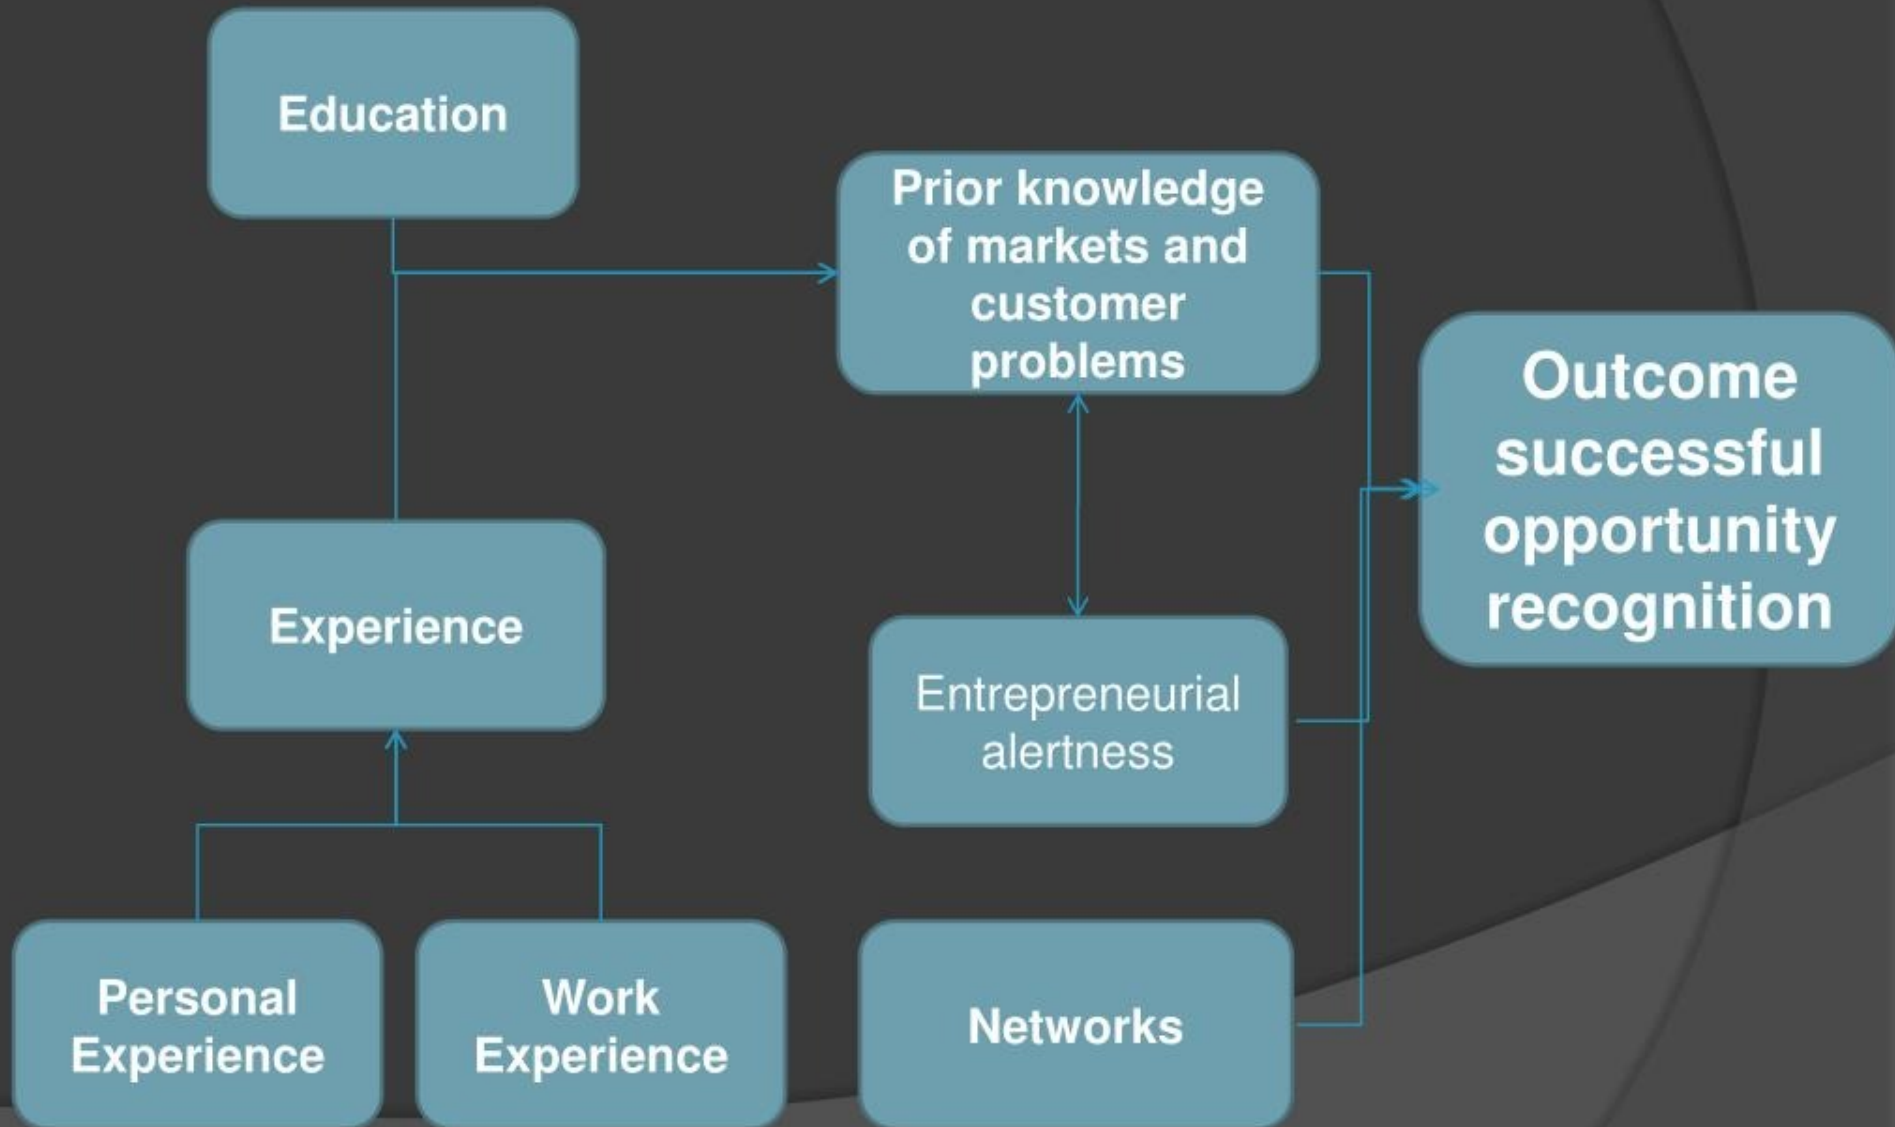 Education
Prior knowledge
of markets and
customer
problems
Outcome
successful
opportunity
recognition
Experience
Entrepreneurial
alertness
Personal
Experience
Work
Experience
Networks